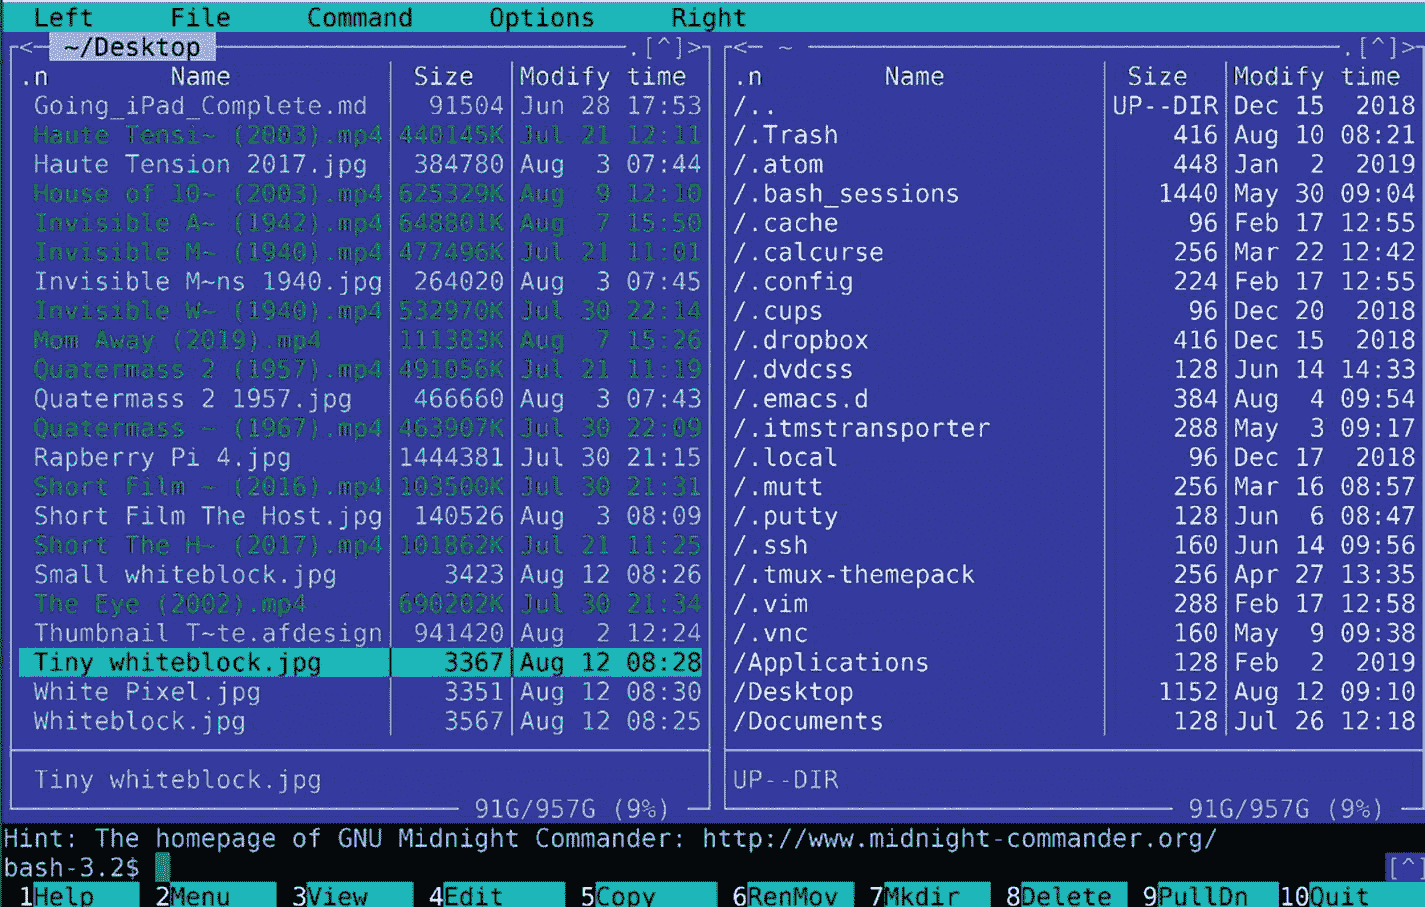 Left File Command Options Right
<─ ~/Desktop .[^]> <─ ~ .[^]>
.n Name Size Modify time .n Name Size Modify time
Going_iPad_Complete.md 91504 Jun 28 17:53 /.. UP--DIR Dec 15 2018
Haute Tensi~ (2003).mp4 440145K Jul 21 12:11 /.Trash 416 Aug 10 08:21
Haute Tension 2017.jpg 384780 Aug 3 07:44 /.atom 448 Jan 2 2019
House of 10~ (2003).mp4 625329K Aug 9 12:10 /.bash_sessions 1440 May 30 09:04
Invisible A~ (1942).mp4 648801K Aug 7 15:50 /.cache 96 Feb 17 12:55
Invisible M~ (1940).mp4 477496K Jul 21 11:01 /.calcurse 256 Mar 22 12:42
Invisible M~ns 1940.jpg 264020 Aug 3 07:45 /.config 224 Feb 17 12:55
Invisible W~ (1940).mp4 532970K Jul 30 22:14 /.cups 96 Dec 20 2018
Mom Away (2019).mp4 111383K Aug 7 15:26 /.dropbox 416 Dec 15 2018
Quatermass 2 (1957).mp4 491056K Jul 21 11:19 /.dvdcss 128 Jun 14 14:33
Quatermass 2 1957.jpg 466660 Aug 3 07:43 /.emacs.d 384 Aug 4 09:54
Quatermass ~ (1967).mp4 463907K Jul 30 22:09 /.itmstransporter 288 May 3 09:17
Rapberry Pi 4.jpg 1444381 Jul 30 21:15 /.local 96 Dec 17 2018
Short Film ~ (2016).mp4 103500K Jul 30 21:31 /.mutt 256 Mar 16 08:57
Short Film The Host.jpg 140526 Aug 3 08:09 /.putty 128 Jun 6 08:47
Short The H~ (2017).mp4 101862K Jul 21 11:25 /.ssh 160 Jun 14 09:56
Small whiteblock.jpg 3423 Aug 12 08:26 /.tmux-themepack 256 Apr 27 13:35
The Eye (2002).mp4 690202K Jul 30 21:34 /.vim 288 Feb 17 12:58
Thumbnail T~te.afdesign 941420 Aug 2 12:24 /.vnc 160 May 9 09:38
Tiny whiteblock.jpg 3367 Aug 12 08:28 /Applications 128 Feb 2 2019
White Pixel.jpg 3351 Aug 12 08:30 /Desktop 1152 Aug 12 09:10
Whiteblock.jpg 3567 Aug 12 08:25 /Documents 128 Jul 26 12:18
Tiny whiteblock.jpg UP--DIR
91G/957G (9%) 91G/957G (9%)
Hint: The homepage of GNU Midnight Commander: http://www.midnight-commander.org/
bash-3.2$ [^]
1Help 2Menu 3View 4Edit 5Copy 6RenMov 7Mkdir 8Delete 9PullDn 10Quit